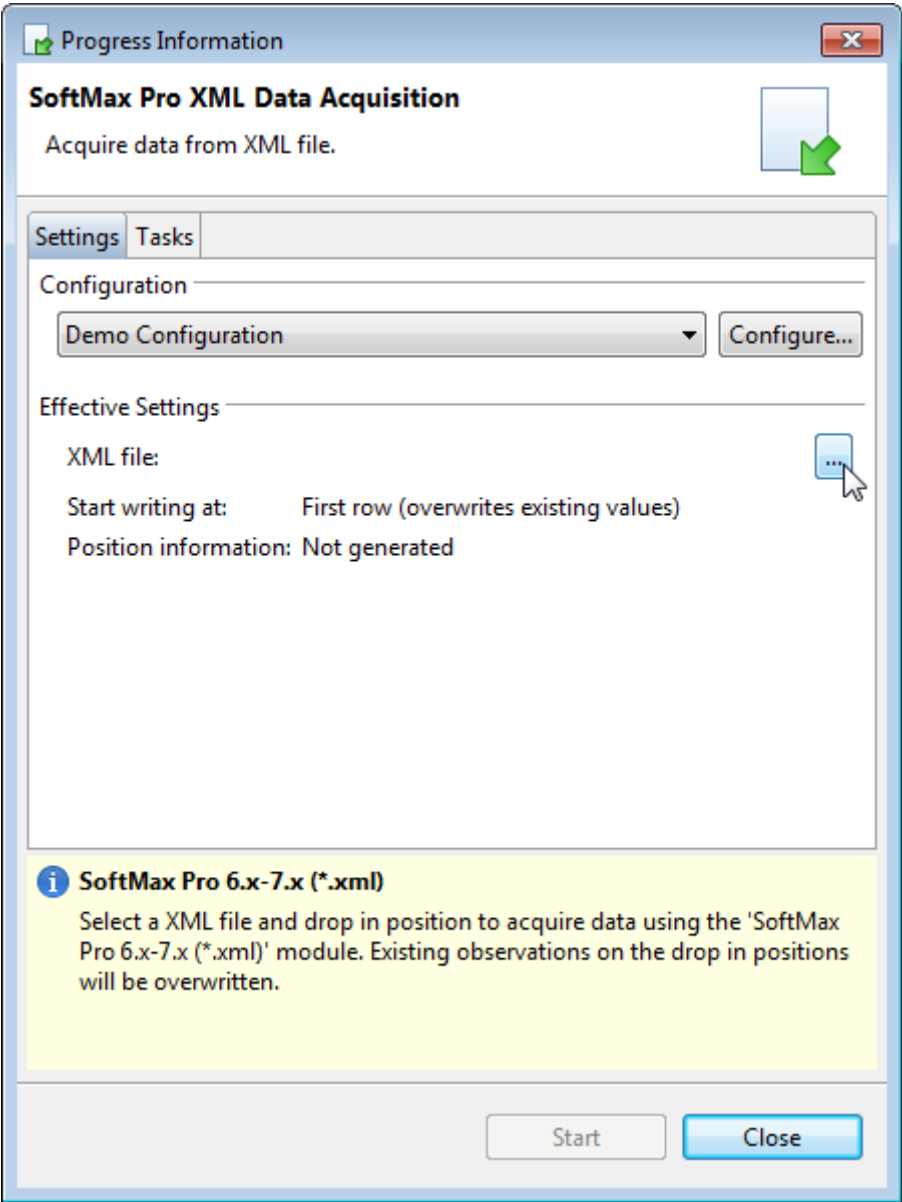 Progress Information
SoftMax Pro XML Data Acquisition
Acquire data from XML file.
Settings Tasks
Configuration
Demo Configuration Configure...
Effective Settings
XML file: ...
Start writing at: First row (overwrites existing values)
Position information: Not generated
SoftMax Pro 6.x-7.x (*.xml)
Select a XML file and drop in position to acquire data using the 'SoftMax
Pro 6.x-7.x (*.xml)' module. Existing observations on the drop in positions
will be overwritten.
Start Close